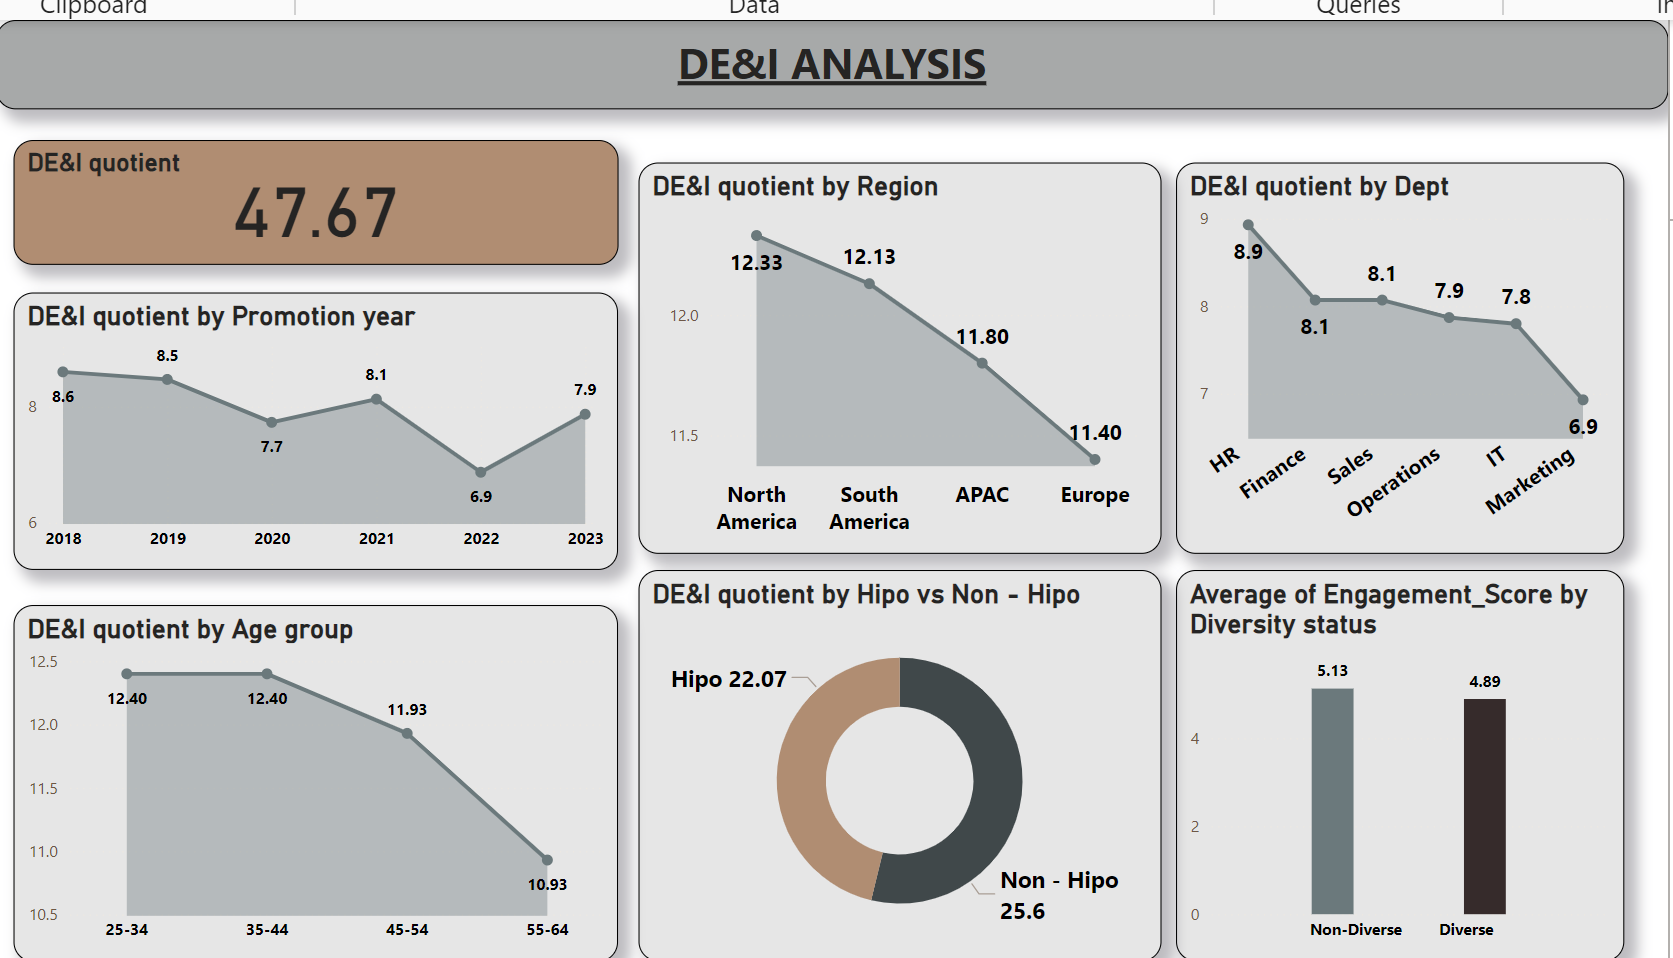 Clipboard
Data
Queries
DE&I ANALYSIS
DE&I quotient
47.67
DE&I quotient by Promotion year
8
6
8.6
8.5
7.7
8.1
6.9
7.9
2018
2019
2020
2021
2022
2023
DE&I quotient by Age group
12.5
12.0
11.5
11.0
10.5
12.40
12.40
11.93
10.93
25-34
35-44
45-54
55-64
DE&I quotient by Region
12.0
11.5
12.33
12.13
11.80
11.40
North
America
South
America
APAC
Europe
DE&I quotient by Hipo vs Non - Hipo
Hipo 22.07
Non - Hipo
25.6
DE&I quotient by Dept
9
8
7
8.9
8.1
8.1
7.9
7.8
6.9
HR
Finance
Sales
Operations
IT
Marketing
Average of Engagement_Score by
Diversity status
4
2
0
5.13
4.89
Non-Diverse
Diverse